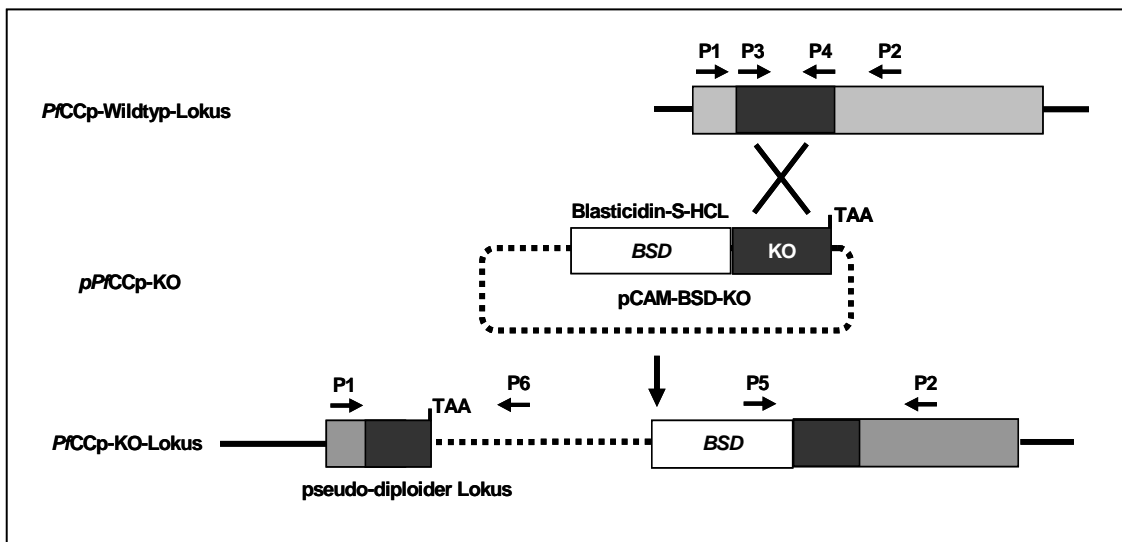 P1 P3 P4 P2
PfCCp-Wildtyp-Lokus
Blasticidin-S-HCL
TAA
BSD KO
pPfCCp-KO
pCAM-BSD-KO
P1 P6 P5 P2
TAA
PfCCp-KO-Lokus
BSD
pseudo-diploider Lokus